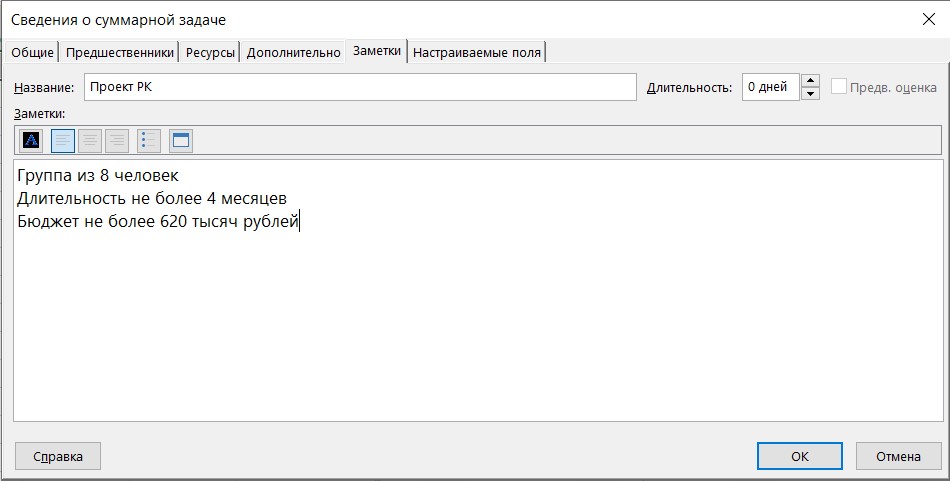 Сведения о суммарной задаче
Общие Предшественники Ресурсы Дополнительно Заметки Настраиваемые поля
Название: Проект РК Длительность: 0 дней Предв. оценка
Заметки:
A
Группа из 8 человек
Длительность не более 4 месяцев
Бюджет не более 620 тысяч рублей
Справка ОК Отмена